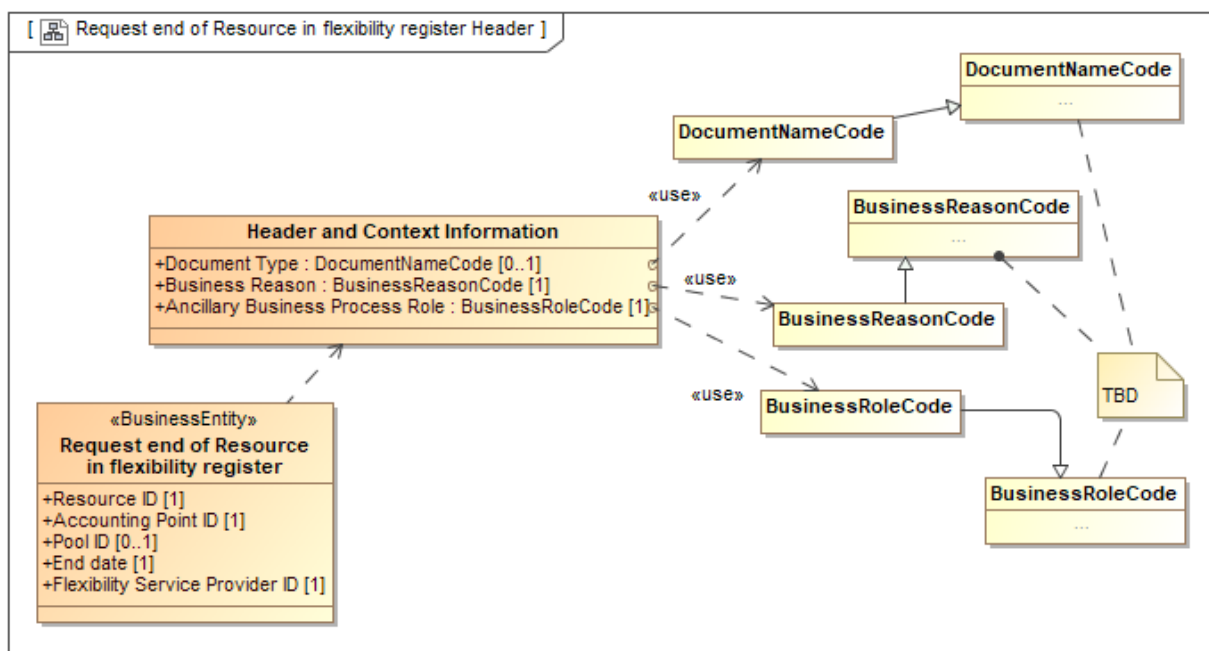 [ Request end of Resource in flexibility register Header ]
DocumentNameCode
...
DocumentNameCode
«use»
BusinessReasonCode
...
Header and Context Information
+Document Type : DocumentNameCode [0..1]
+Business Reason : BusinessReasonCode [1]
+Ancillary Business Process Role : BusinessRoleCode [1]
«use»
BusinessReasonCode
«use»
BusinessRoleCode
TBD
«BusinessEntity»
Request end of Resource
in flexibility register
+Resource ID [1]
+Accounting Point ID [1]
+Pool ID [0..1]
+End date [1]
+Flexibility Service Provider ID [1]
BusinessRoleCode
...